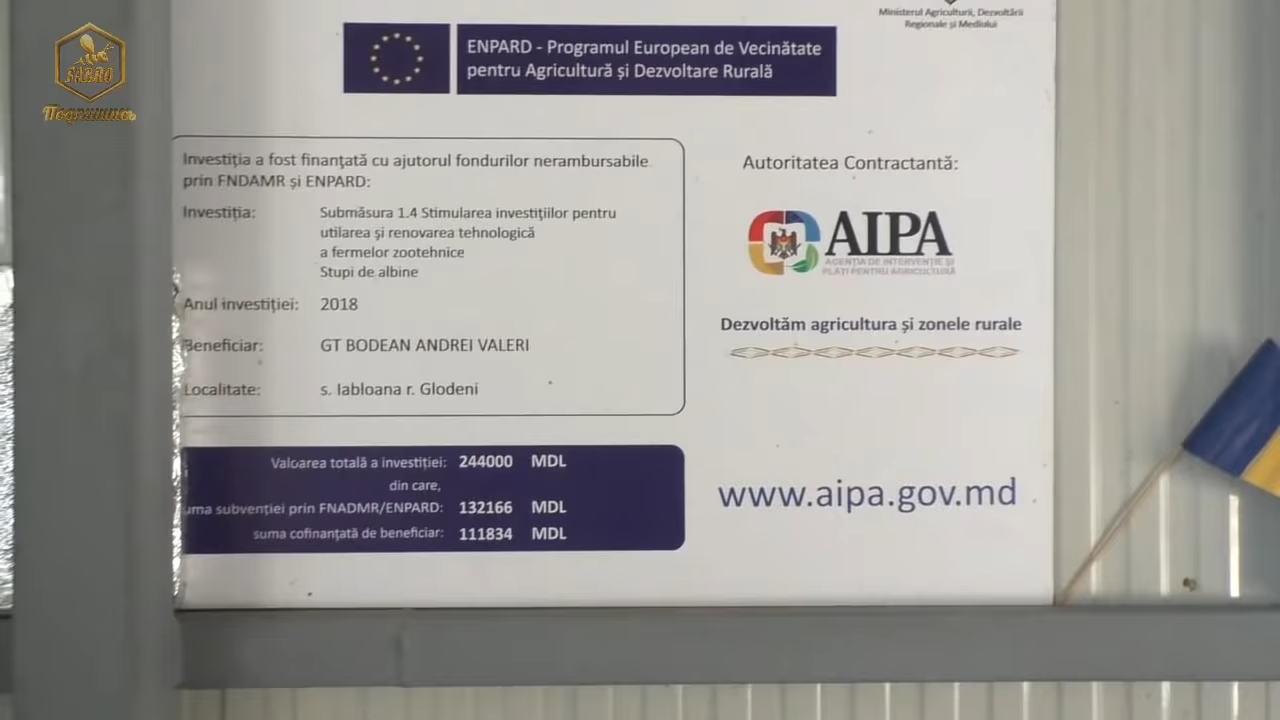 SABRO
Подпишись
Ministerul Agriculturii, Dezvoltării
Regionale și Mediului
ENPARD - Programul European de Vecinătate
pentru Agricultură și Dezvoltare Rurală
Investiția a fost finanțată cu ajutorul fondurilor nerambursabile
prin FNDAMR și ENPARD:
Investiția: Submăsura 1.4 Stimularea investițiilor pentru
utilarea și renovarea tehnologică
a fermelor zootehnice
Stupi de albine
Anul investiției: 2018
Beneficiar: GT BODEAN ANDREI VALERI
Localitate: s. Iabloana r. Glodeni
Valoarea totală a investiției: 244000 MDL
din care,
uma subvenției prin FNADMR/ENPARD: 132166 MDL
suma cofinanțată de beneficiar: 111834 MDL
Autoritatea Contractantă:
AIPA
AGENȚIA DE INTERVENȚIE ȘI
PLĂȚI PENTRU AGRICULTURĂ
Dezvoltăm agricultura și zonele rurale
www.aipa.gov.md